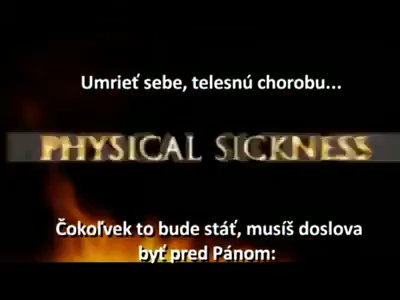 Umrieť sebe, telesnú chorobu...
PHYSICAL SICKNESS
Čokoľvek to bude stáť, musíš doslova
byť pred Pánom: